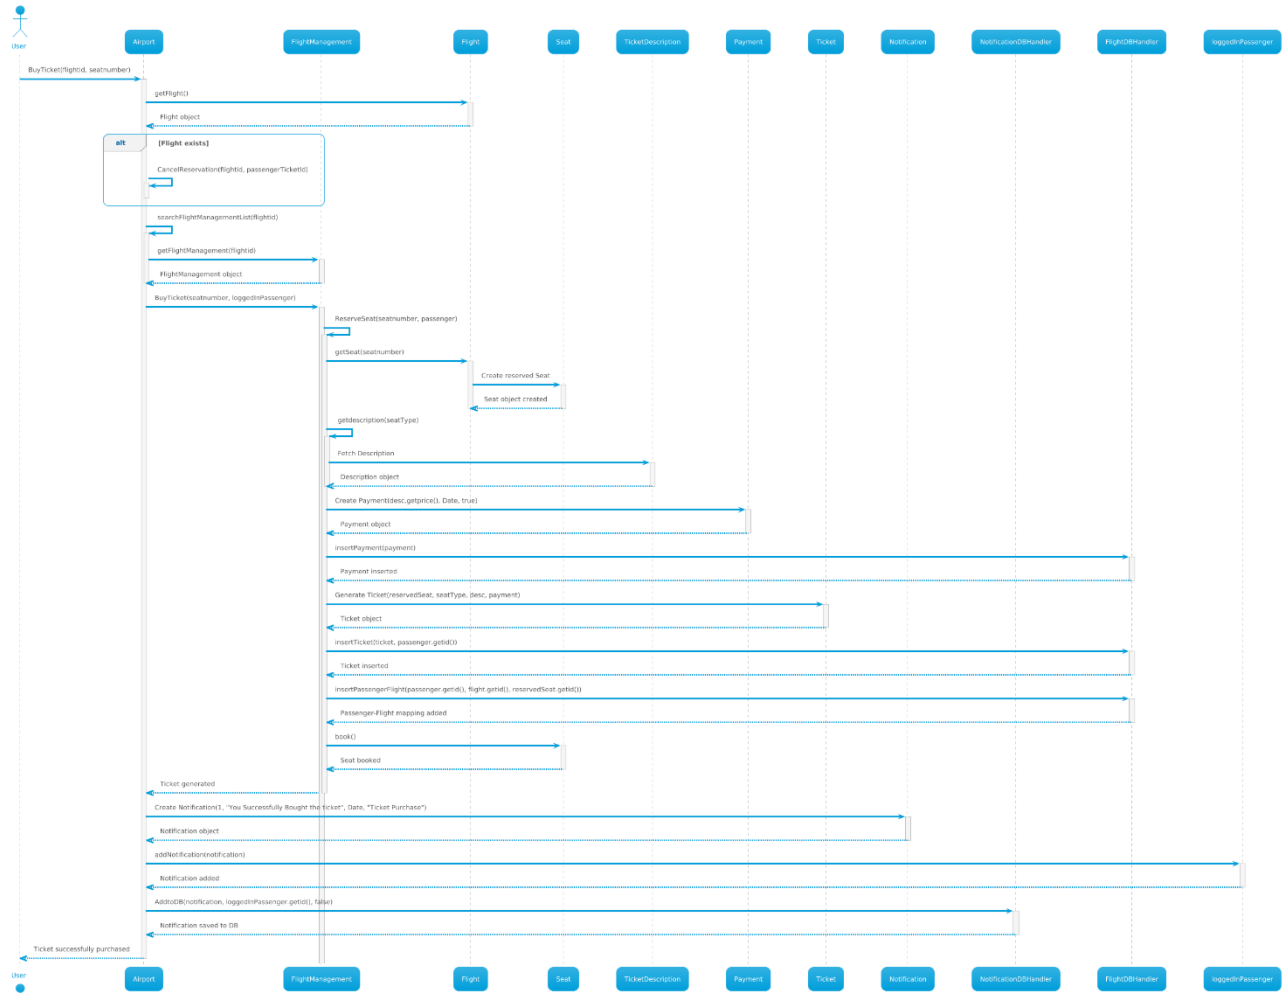 User
Airport
FlightManagement
Flight
Seat
TicketDescription
Payment
Ticket
Notification
NotificationDBHandler
FlightDBHandler
loggedInPassenger
BuyTicket(flightid, seatnumber)
getFlight()
Flight object
alt
[Flight exists]
CancelReservation(flightid, passengerTicketId)
searchFlightManagementList(flightid)
getFlightManagement(flightid)
FlightManagement object
BuyTicket(seatnumber, loggedInPassenger)
ReserveSeat(seatnumber, passenger)
getSeat(seatnumber)
Create reserved Seat
Seat object created
getdescription(seatType)
Fetch Description
Description object
Create Payment(desc.getprice(), Date, true)
Payment object
insertPayment(payment)
Payment inserted
Generate Ticket(reservedSeat, seatType, desc, payment)
Ticket object
insertTicket(ticket, passenger.getid())
Ticket inserted
insertPassengerFlight(passenger.getid(), flight.getid(), reservedSeat.getid())
Passenger-Flight mapping added
book()
Seat booked
Ticket generated
Create Notification(1, "You Successfully Bought the ticket", Date, "Ticket Purchase")
Notification object
addNotification(notification)
Notification added
AddtoDB(notification, loggedInPassenger.getid(), false)
Notification saved to DB
Ticket successfully purchased
User
Airport
FlightManagement
Flight
Seat
TicketDescription
Payment
Ticket
Notification
NotificationDBHandler
FlightDBHandler
loggedInPassenger